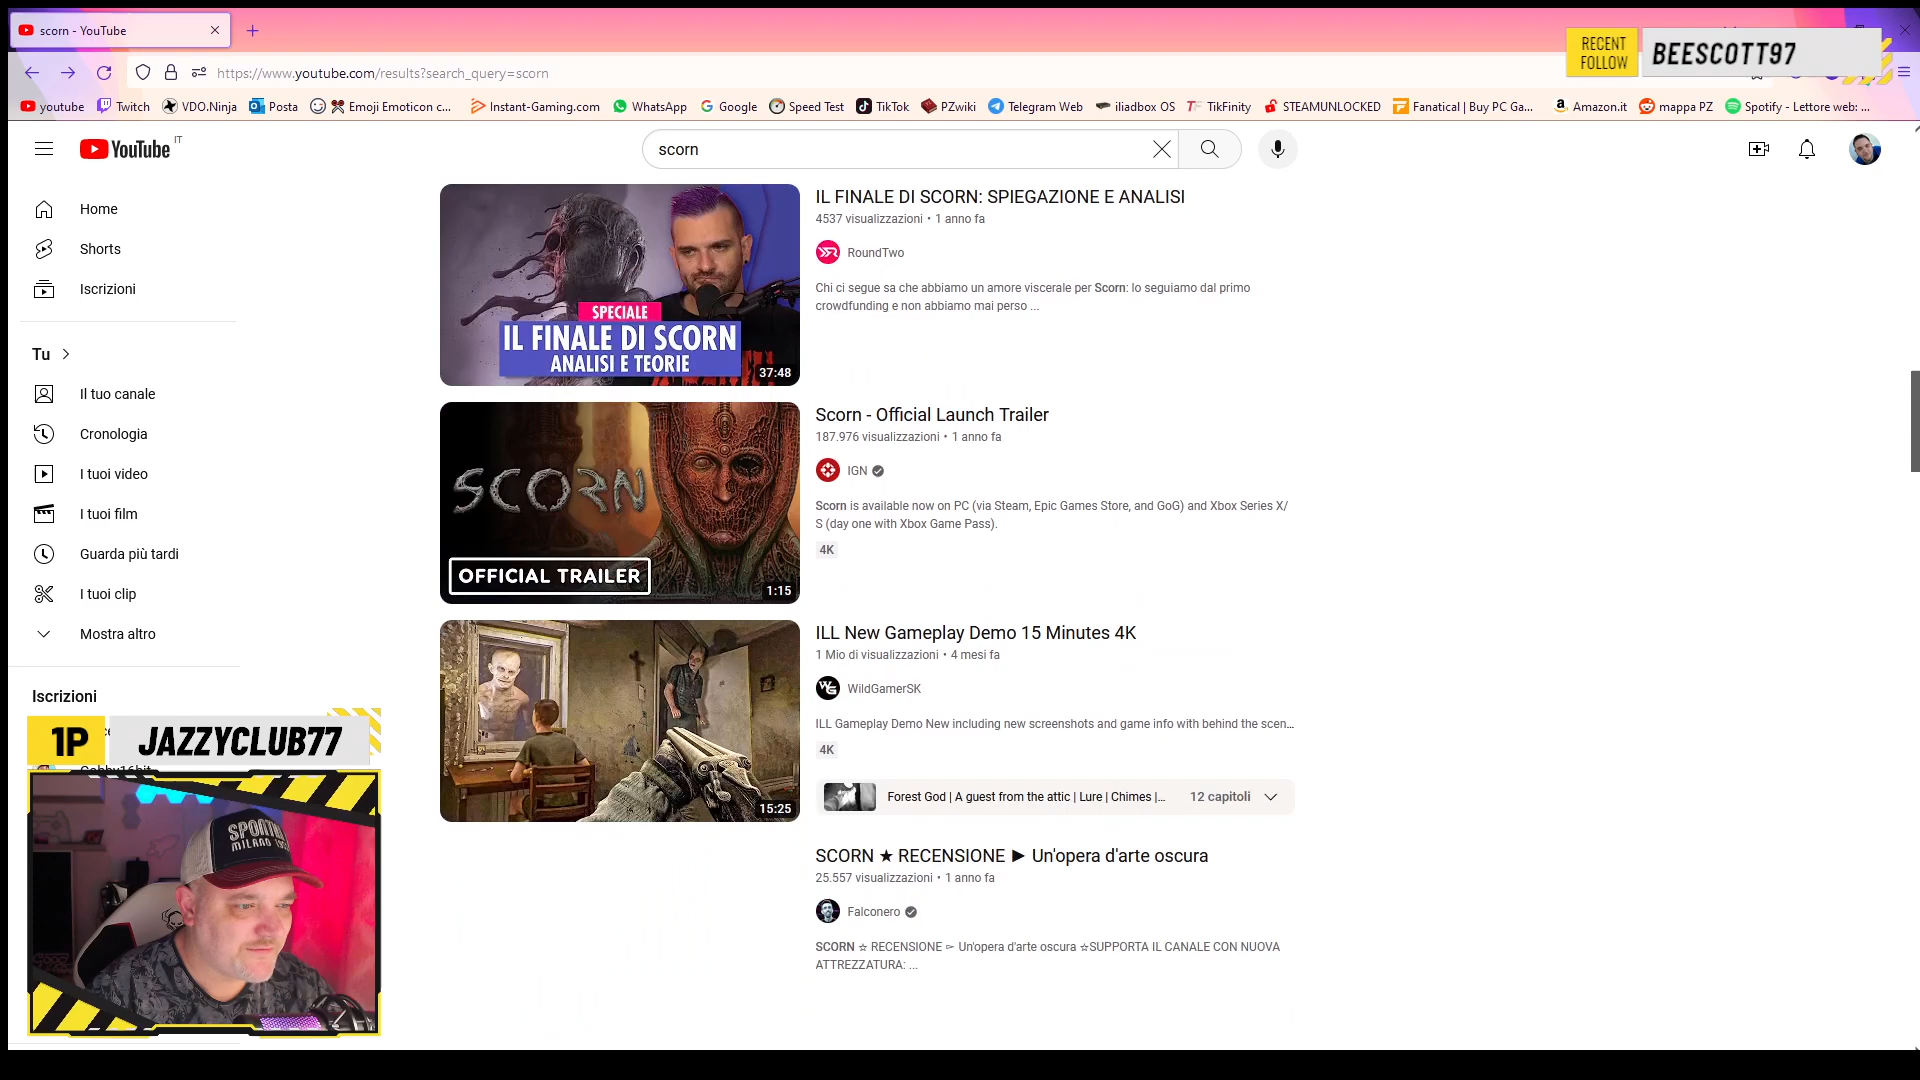 scorn - YouTube
RECENT
FOLLOW
BEESCOTT97
https://www.youtube.com/results?search_query=scorn
youtube
Twitch
VDO.Ninja
Posta
Emoji Emoticon c...
Instant-Gaming.com
WhatsApp
Google
Speed Test
TikTok
PZwiki
Telegram Web
iliadbox OS
TikFinity
STEAMUNLOCKED
Fanatical | Buy PC Ga...
Amazon.it
mappa PZ
Spotify - Lettore web: ...
YouTube IT
scorn
Home
Shorts
Iscrizioni
Tu
Il tuo canale
Cronologia
I tuoi video
I tuoi film
Guarda più tardi
I tuoi clip
Mostra altro
Iscrizioni
1P JAZZYCLUB77
SPONTINI
MILANO
SPECIALE
IL FINALE DI SCORN
ANALISI E TEORIE
37:48
IL FINALE DI SCORN: SPIEGAZIONE E ANALISI
4537 visualizzazioni • 1 anno fa
RoundTwo
Chi ci segue sa che abbiamo un amore viscerale per Scorn: lo seguiamo dal primo
crowdfunding e non abbiamo mai perso ...
SCORN
OFFICIAL TRAILER
1:15
Scorn - Official Launch Trailer
187.976 visualizzazioni • 1 anno fa
IGN
Scorn is available now on PC (via Steam, Epic Games Store, and GoG) and Xbox Series X/
S (day one with Xbox Game Pass).
4K
15:25
ILL New Gameplay Demo 15 Minutes 4K
1 Mio di visualizzazioni • 4 mesi fa
WildGamerSK
ILL Gameplay Demo New including new screenshots and game info with behind the scen...
4K
Forest God | A guest from the attic | Lure | Chimes |... 12 capitoli
SCORN ★ RECENSIONE ► Un'opera d'arte oscura
25.557 visualizzazioni • 1 anno fa
Falconero
SCORN ☆ RECENSIONE ▻ Un'opera d'arte oscura ☆SUPPORTA IL CANALE CON NUOVA
ATTREZZATURA: ...